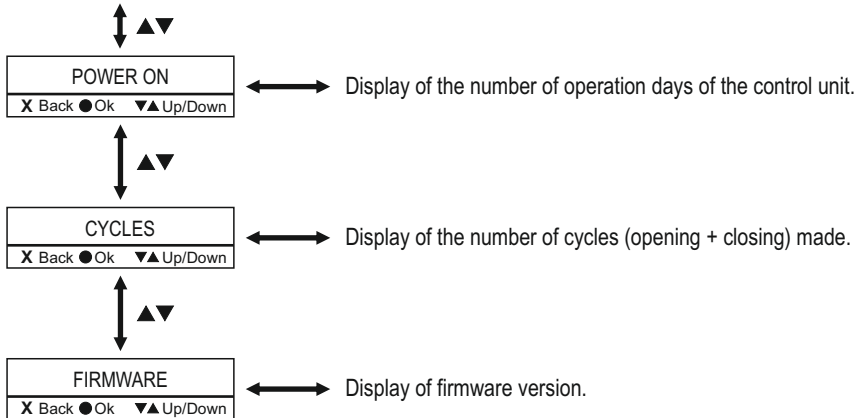 ▲▼
POWER ON
X Back ● Ok ▼▲ Up/Down
Display of the number of operation days of the control unit.
▲▼
CYCLES
X Back ● Ok ▼▲ Up/Down
Display of the number of cycles (opening + closing) made.
▲▼
FIRMWARE
X Back ● Ok ▼▲ Up/Down
Display of firmware version.